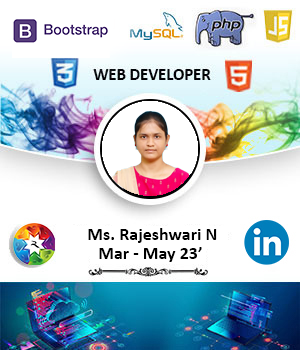 B Bootstrap
MySQL
php
JS
3 WEB DEVELOPER 5
Ms. Rajeshwari N
Mar - May 23’
in